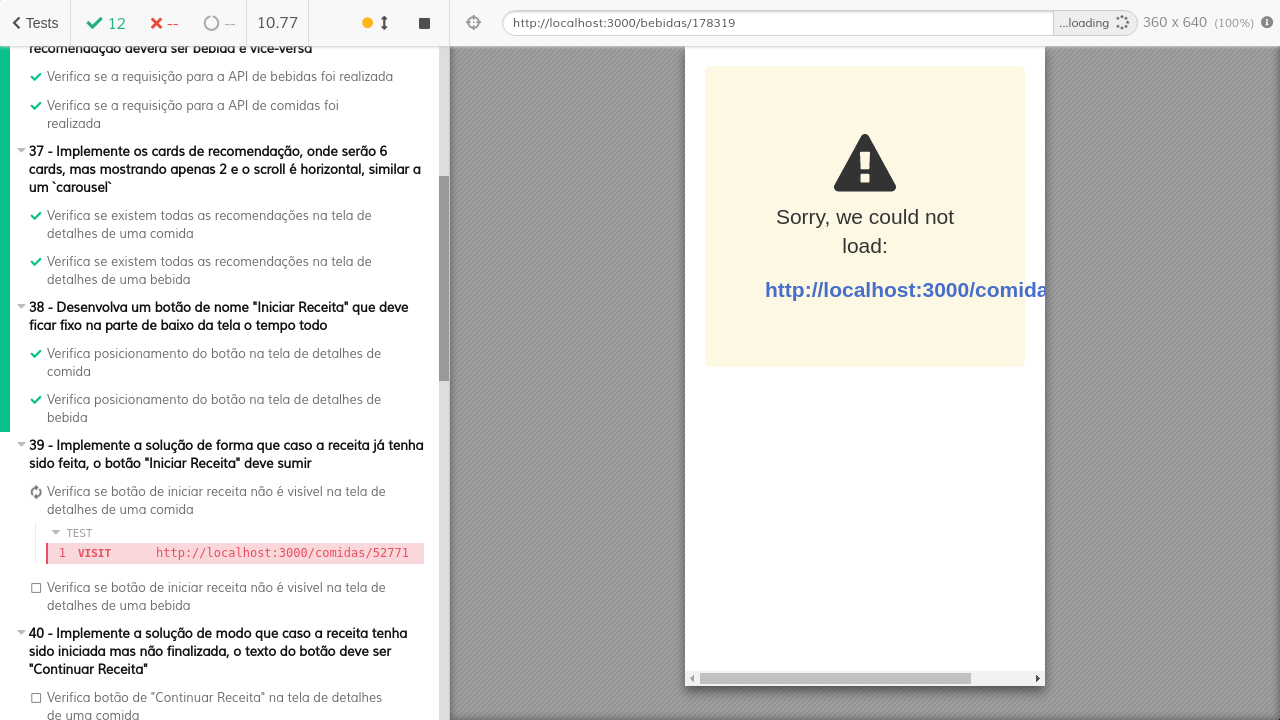 Tests
12
--
--
10.77
http://localhost:3000/bebidas/178319
...loading
360 x 640 (100%)
recomendação deverá ser bebida e vice-versa
Verifica se a requisição para a API de bebidas foi realizada
Verifica se a requisição para a API de comidas foi
realizada
37 - Implemente os cards de recomendação, onde serão 6
cards, mas mostrando apenas 2 e o scroll é horizontal, similar a
um `carousel`
Verifica se existem todas as recomendações na tela de
detalhes de uma comida
Verifica se existem todas as recomendações na tela de
detalhes de uma bebida
38 - Desenvolva um botão de nome "Iniciar Receita" que deve
ficar fixo na parte de baixo da tela o tempo todo
Verifica posicionamento do botão na tela de detalhes de
comida
Verifica posicionamento do botão na tela de detalhes de
bebida
39 - Implemente a solução de forma que caso a receita já tenha
sido feita, o botão "Iniciar Receita" deve sumir
Verifica se botão de iniciar receita não é visível na tela de
detalhes de uma comida
TEST
1 VISIT http://localhost:3000/comidas/52771
Verifica se botão de iniciar receita não é visível na tela de
detalhes de uma bebida
40 - Implemente a solução de modo que caso a receita tenha
sido iniciada mas não finalizada, o texto do botão deve ser
"Continuar Receita"
Verifica botão de "Continuar Receita" na tela de detalhes
de uma comida
Sorry, we could not
load:
http://localhost:3000/comida